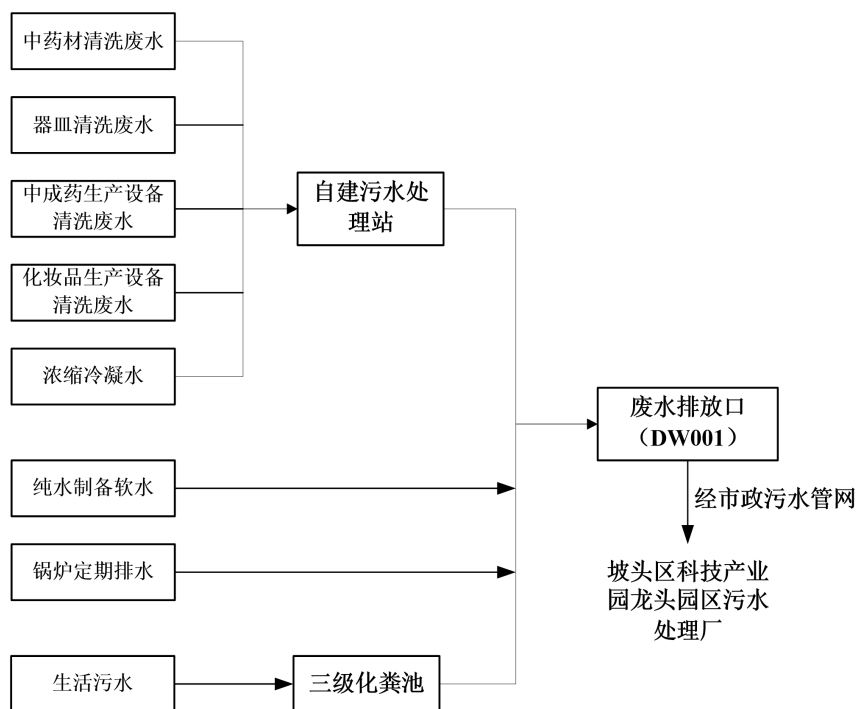 中药材清洗废水
器皿清洗废水
中成药生产设备
清洗废水
化妆品生产设备
清洗废水
浓缩冷凝水
自建污水处
理站
纯水制备软水
锅炉定期排水
生活污水
三级化粪池
废水排放口
（DW001）
经市政污水管网
坡头区科技产业
园龙头园区污水
处理厂